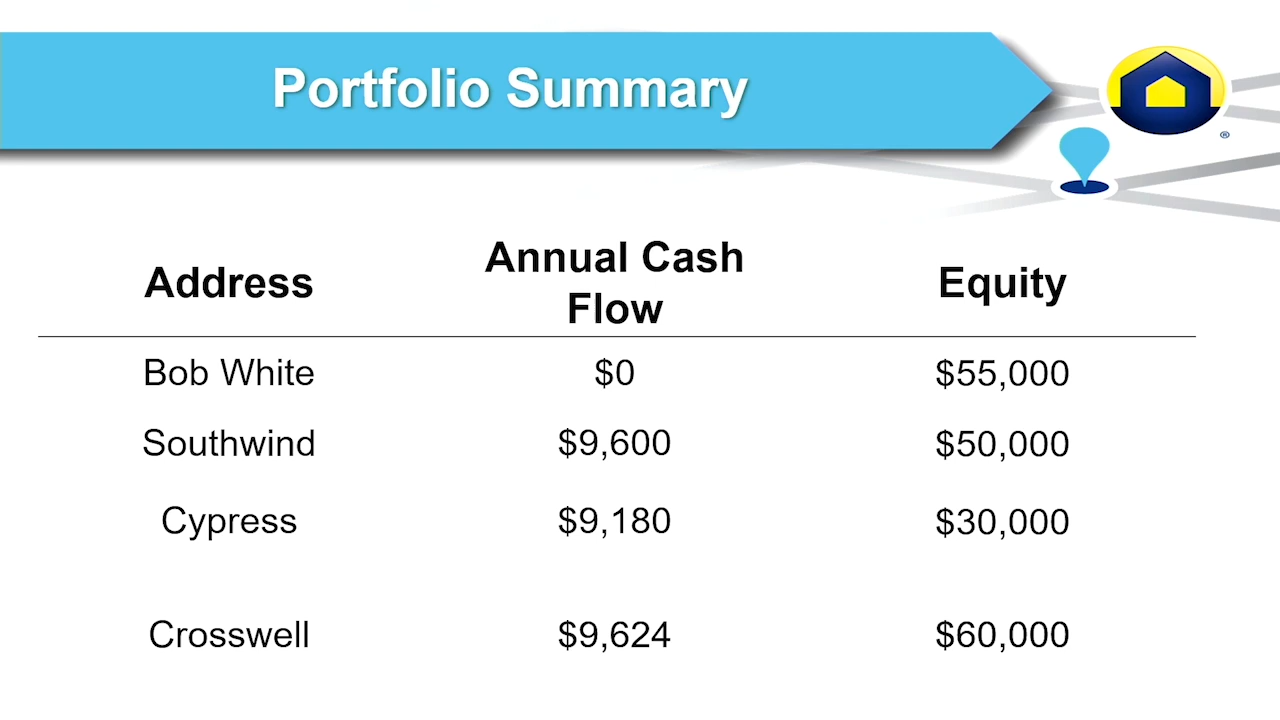 Portfolio Summary
®
Address Annual Cash Flow Equity
Bob White $0 $55,000
Southwind $9,600 $50,000
Cypress $9,180 $30,000
Crosswell $9,624 $60,000